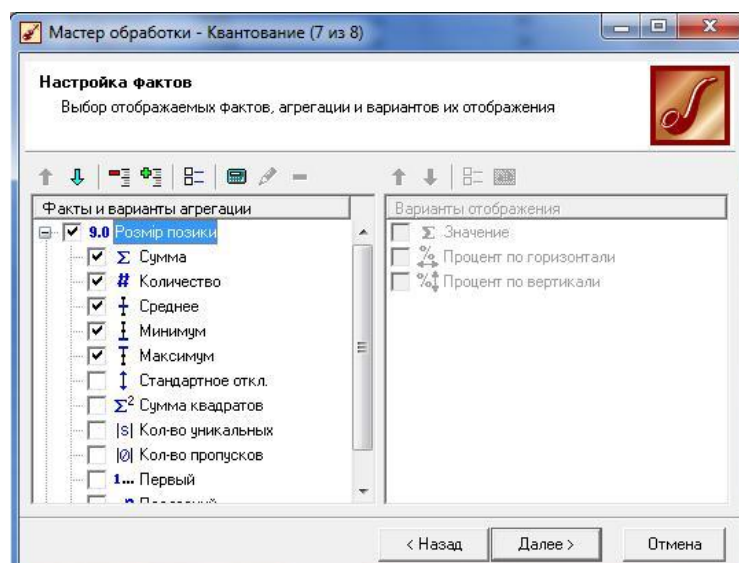 Мастер обработки - Квантование (7 из 8)
Настройка фактов
Выбор отображаемых фактов, агрегации и вариантов их отображения
Факты и варианты агрегации
9.0 Розмір позики
Σ Сумма
# Количество
Среднее
Минимум
Максимум
Стандартное откл.
Σ² Сумма квадратов
|S| Кол-во уникальных
|0| Кол-во пропусков
1... Первый
Варианты отображения
Σ Значение
% Процент по горизонтали
% Процент по вертикали
< Назад
Далее >
Отмена